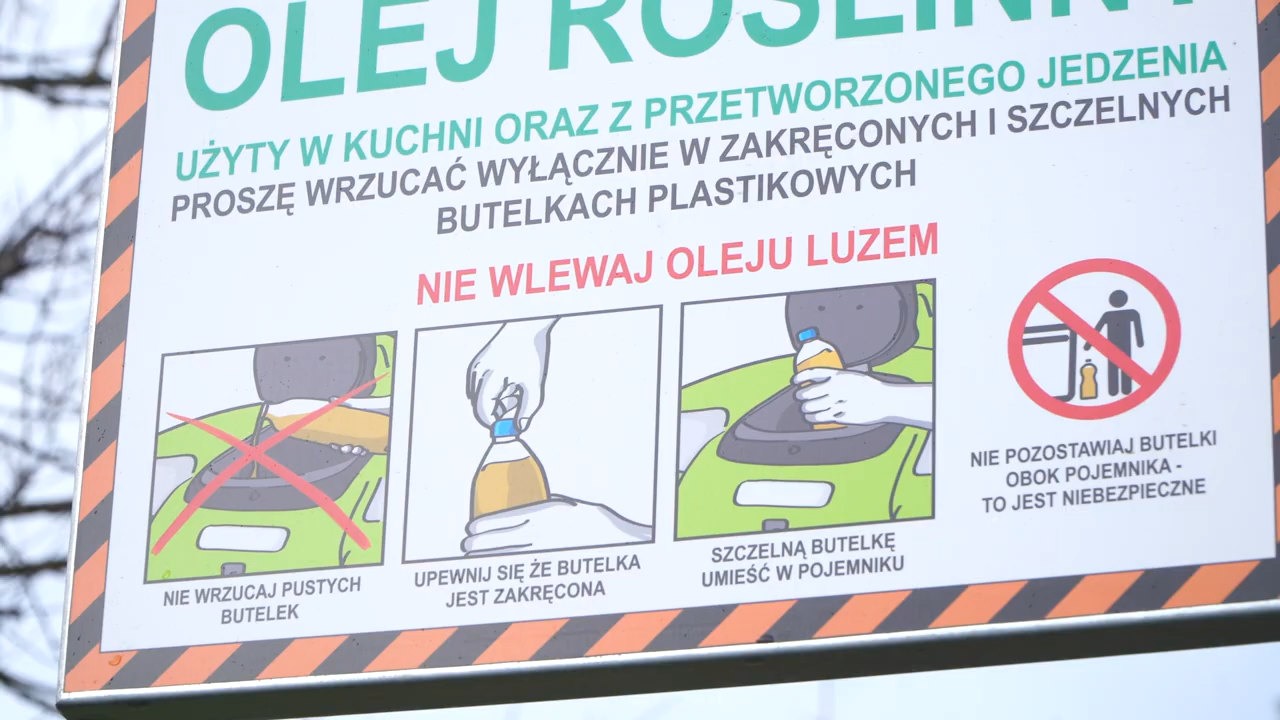 OLEJ ROŚLINNY
UŻYTY W KUCHNI ORAZ Z PRZETWORZONEGO JEDZENIA
PROSZĘ WRZUCAĆ WYŁĄCZNIE W ZAKRĘCONYCH I SZCZELNYCH
BUTELKACH PLASTIKOWYCH
NIE WLEWAJ OLEJU LUZEM
NIE WRZUCAJ PUSTYCH
BUTELEK
UPEWNIJ SIĘ ŻE BUTELKA
JEST ZAKRĘCONA
SZCZELNĄ BUTELKĘ
UMIEŚĆ W POJEMNIKU
NIE POZOSTAWIAJ BUTELKI
OBOK POJEMNIKA -
TO JEST NIEBEZPIECZNE